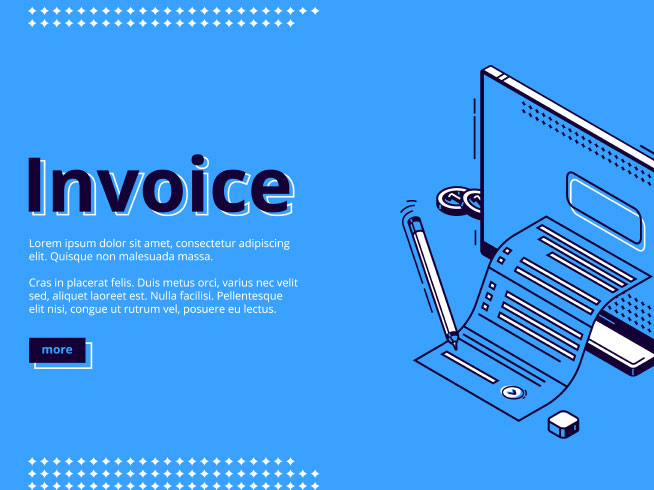 Invoice
Lorem ipsum dolor sit amet, consectetur adipiscing
elit. Quisque non malesuada massa.
Cras in placerat felis. Duis metus orci, varius nec velit
sed, aliquet laoreet est. Nulla facilisi. Pellentesque
elit nisi, congue ut rutrum vel, posuere eu lectus.
more